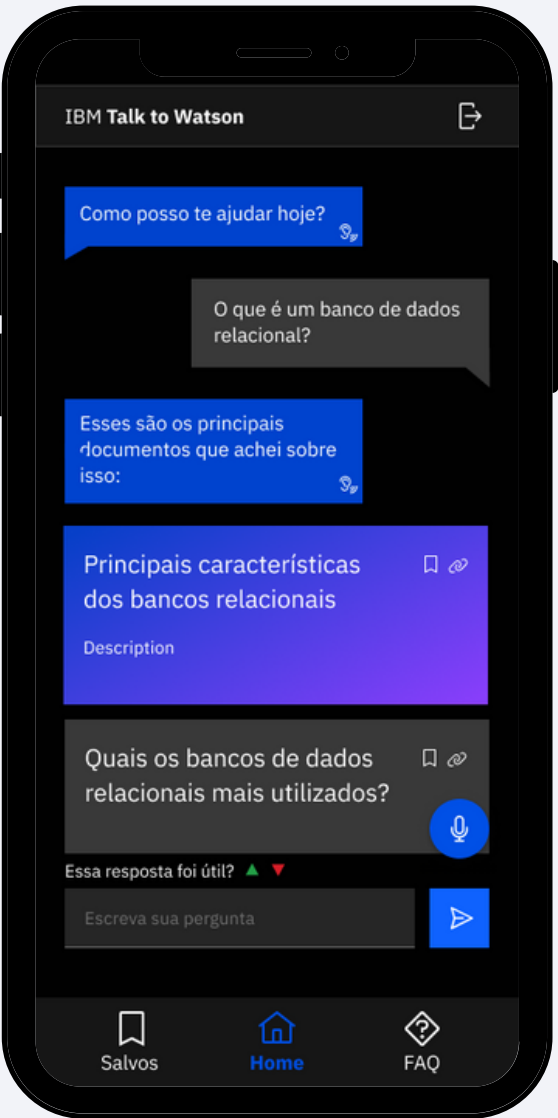 IBM Talk to Watson
Como posso te ajudar hoje?
O que é um banco de dados
relacional?
Esses são os principais
documentos que achei sobre
isso:
Principais características
dos bancos relacionais
Description
Quais os bancos de dados
relacionais mais utilizados?
Essa resposta foi útil?
Escreva sua pergunta
Salvos
Home
FAQ